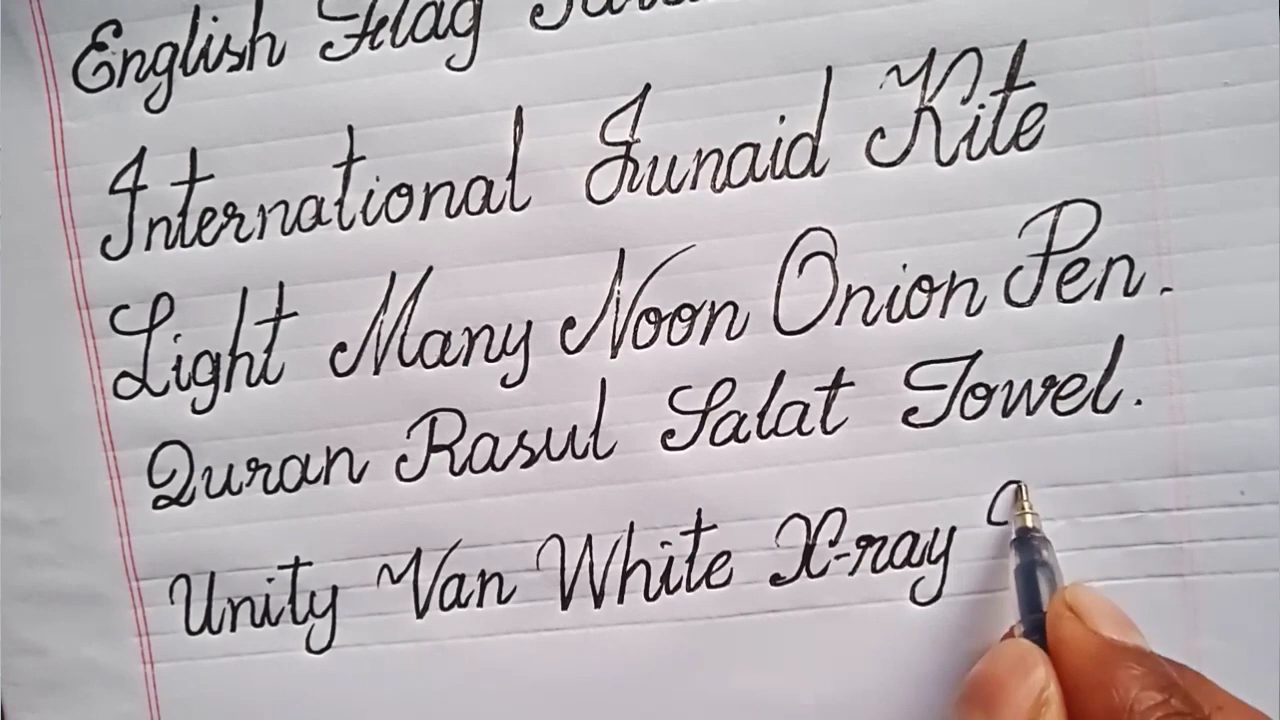 English Flag
International Junaid Kite
Light Many Noon Onion Pen.
Quran Rasul Salat Towel.
Unity Van White X-ray